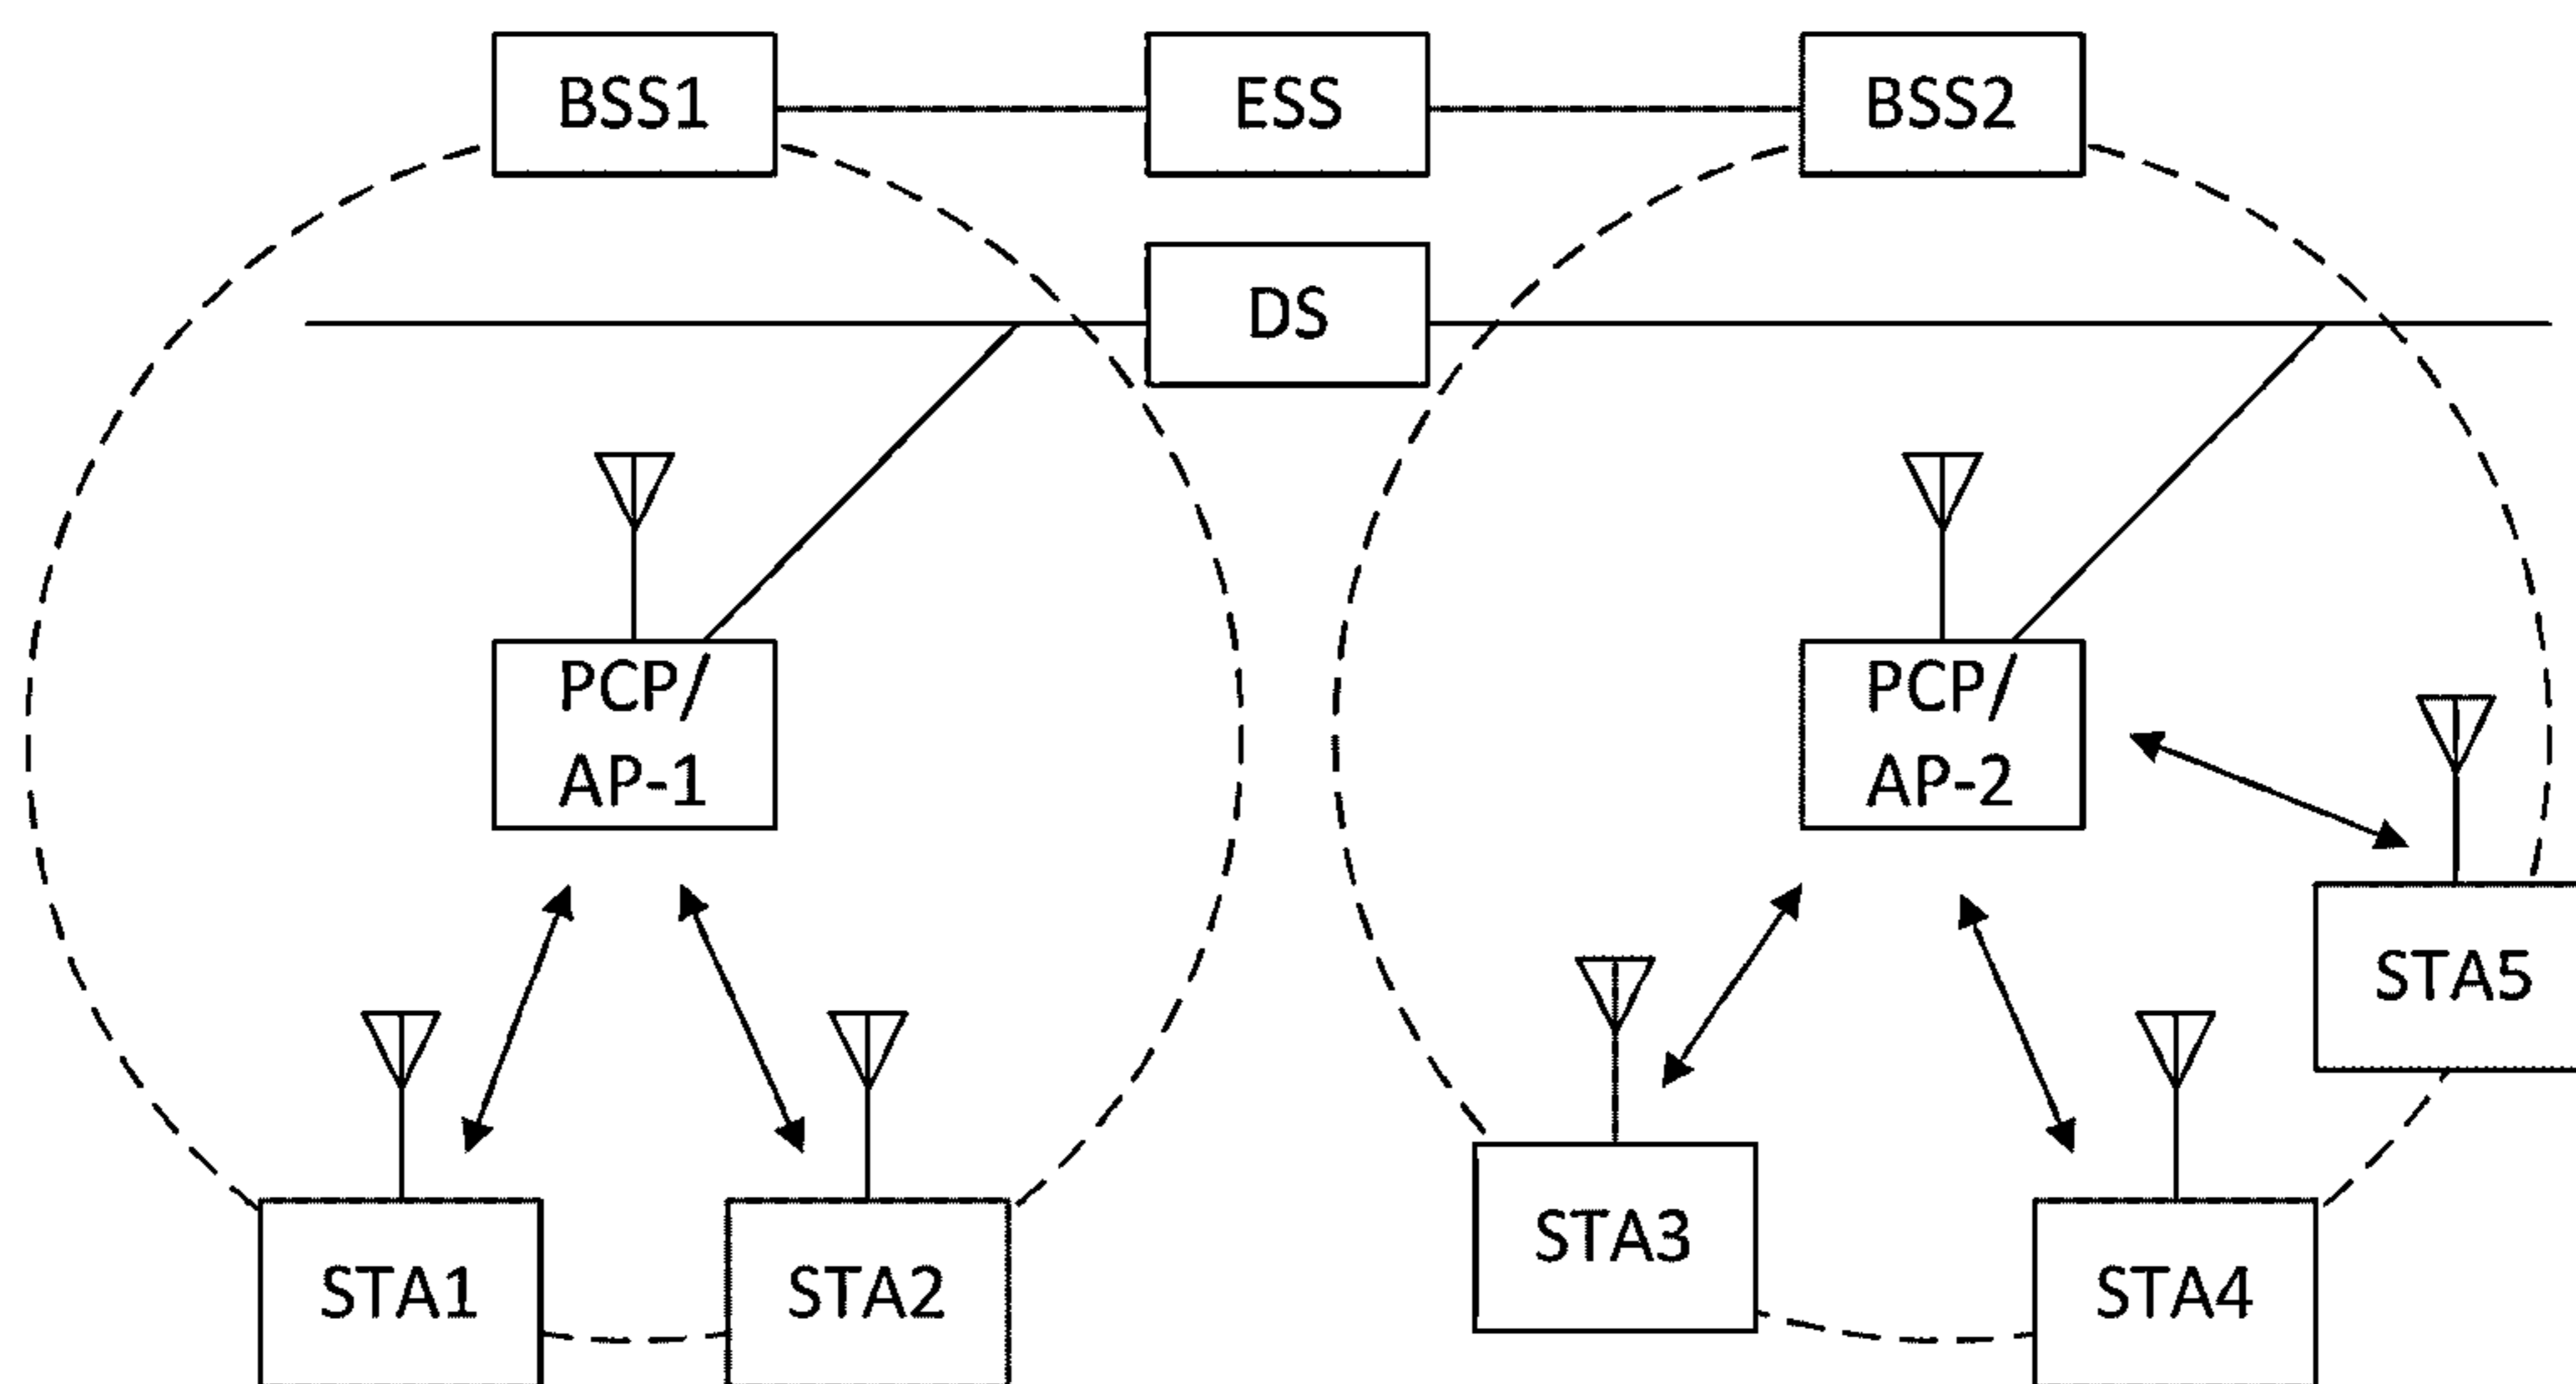 BSS1
ESS
BSS2
DS
PCP/
AP-1
PCP/
AP-2
STA5
STA3
STA1
STA2
STA4